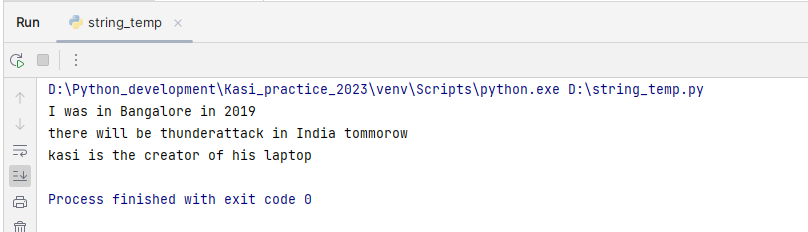 Run string_temp
D:\Python_development\Kasi_practice_2023\venv\Scripts\python.exe D:\string_temp.py
I was in Bangalore in 2019
there will be thunderattack in India tommorow
kasi is the creator of his laptop
Process finished with exit code 0